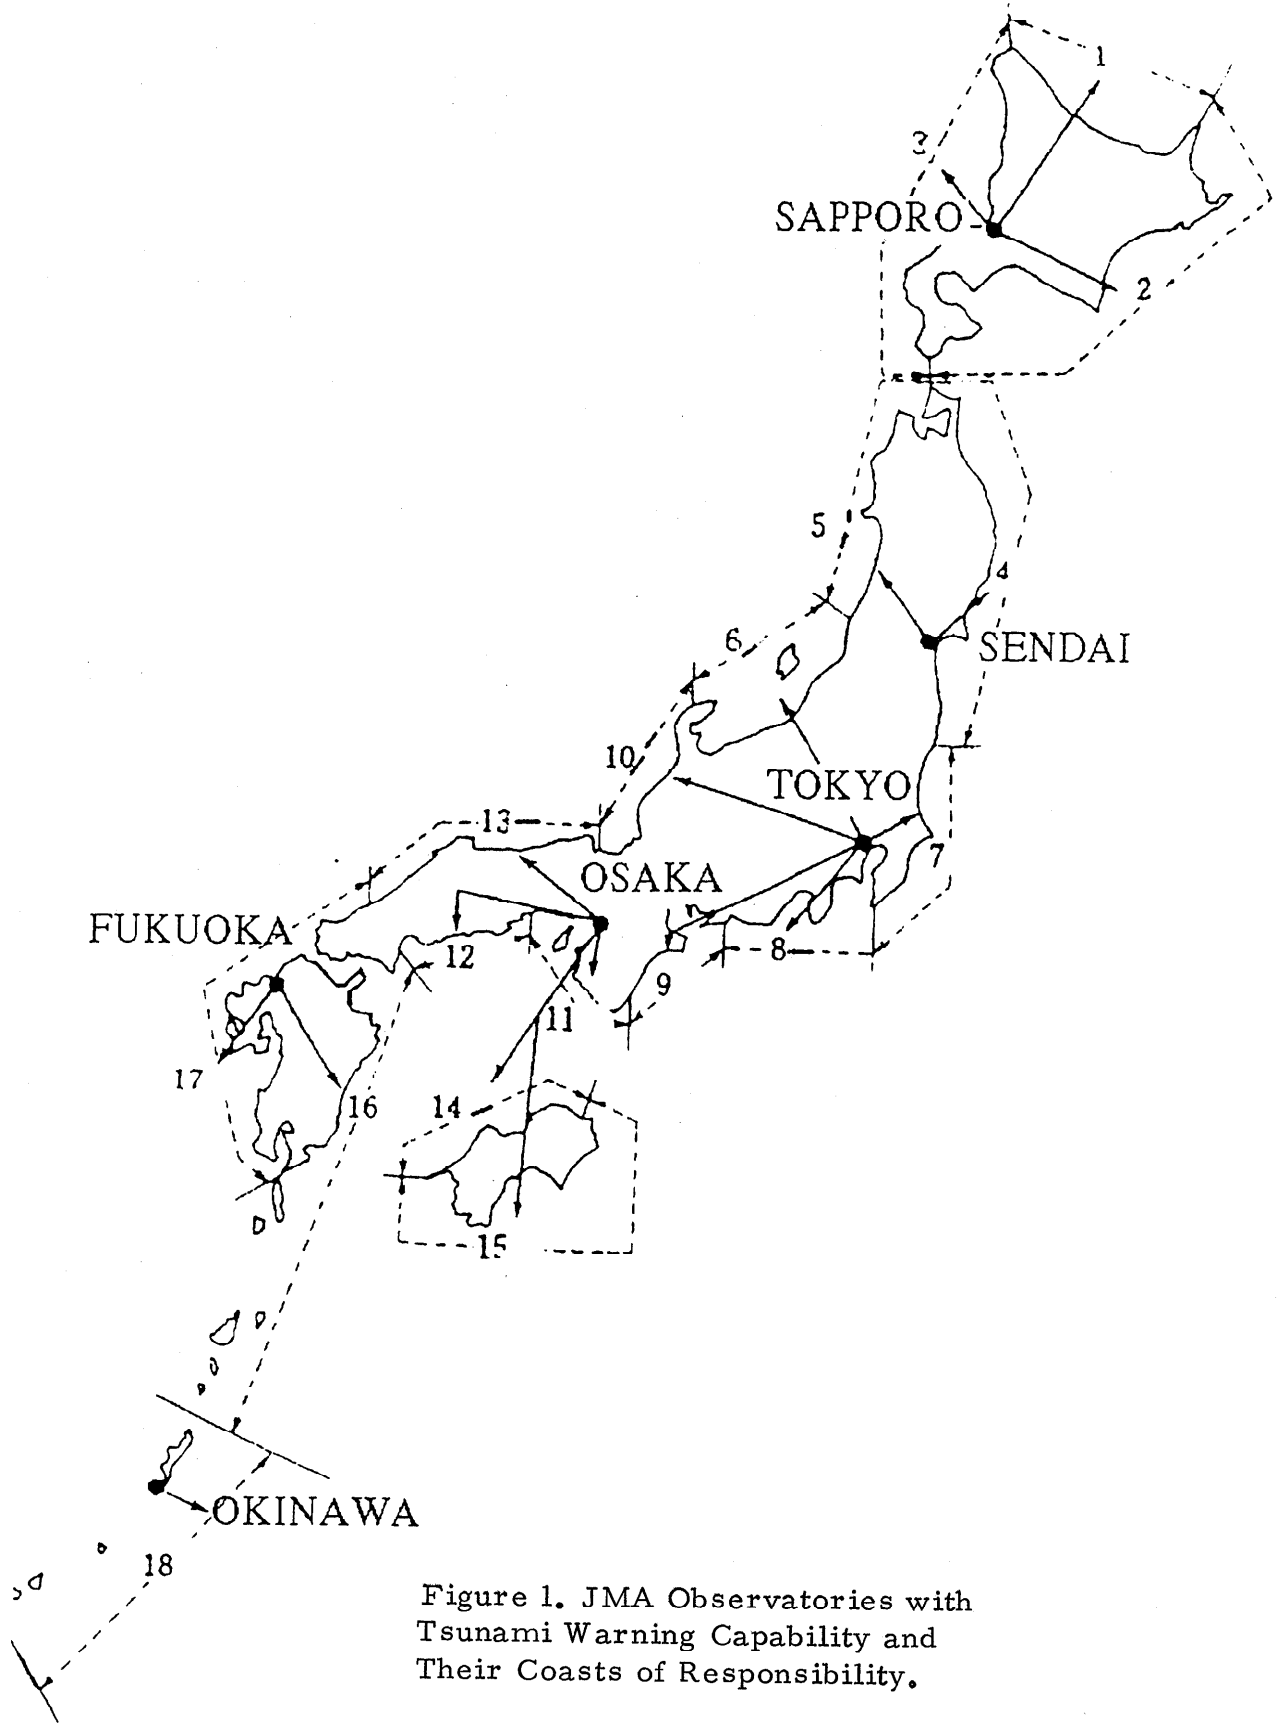 1
3
SAPPORO
2
5
4
6
SENDAI
10
TOKYO
13
7
OSAKA
FUKUOKA
12
8
9
11
17
16
14
15
OKINAWA
18
Figure 1. JMA Observatories with
Tsunami Warning Capability and
Their Coasts of Responsibility.